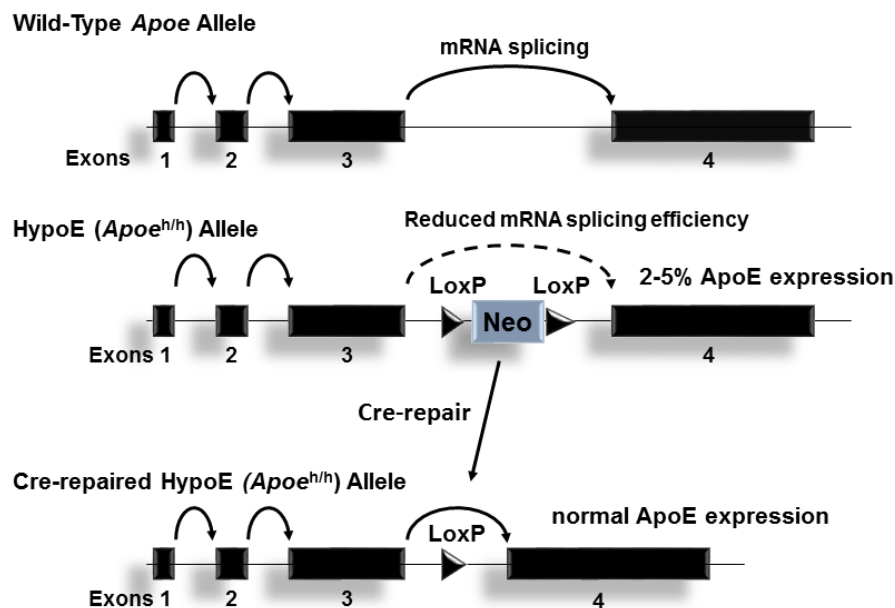 Wild-Type Apoe Allele
mRNA splicing
Exons 1 2 3 4
HypoE (Apoe^h/h) Allele
Reduced mRNA splicing efficiency
LoxP LoxP 2-5% ApoE expression
Neo
Exons 1 2 3 4
Cre-repair
Cre-repaired HypoE (Apoe^h/h) Allele
normal ApoE expression
LoxP
Exons 1 2 3 4